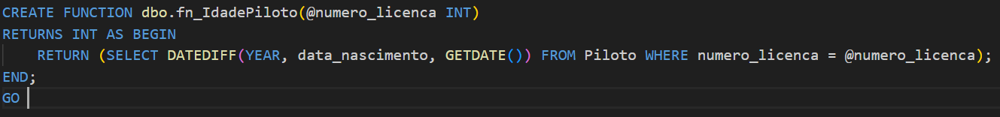 CREATE FUNCTION dbo.fn_IdadePiloto(@numero_licenca INT)
RETURNS INT AS BEGIN
    RETURN (SELECT DATEDIFF(YEAR, data_nascimento, GETDATE()) FROM Piloto WHERE numero_licenca = @numero_licenca);
END;
GO